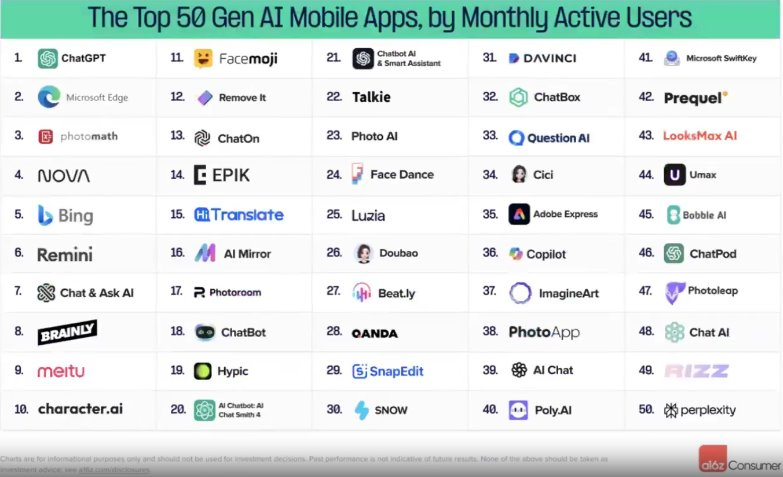 The Top 50 Gen AI Mobile Apps, by Monthly Active Users
1. ChatGPT
2. Microsoft Edge
3. photomath
4. NOVA
5. Bing
6. Remini
7. Chat & Ask AI
8. BRAINLY
9. meitu
10. character.ai
11. Facemoji
12. Remove It
13. ChatOn
14. EPIK
15. Hi Translate
16. AI Mirror
17. Photoroom
18. ChatBot
19. Hypic
20. AI Chatbot: AI
Chat Smith 4
21. Chatbot AI
& Smart Assistant
22. Talkie
23. Photo AI
24. Face Dance
25. Luzia
26. Doubao
27. Beat.ly
28. QANDA
29. SnapEdit
30. SNOW
31. DAVINCI
32. ChatBox
33. Question AI
34. Cici
35. Adobe Express
36. Copilot
37. ImagineArt
38. PhotoApp
39. AI Chat
40. Poly.AI
41. Microsoft SwiftKey
42. Prequel
43. LooksMax AI
44. Umax
45. Bobble AI
46. ChatPod
47. Photoleap
48. Chat AI
49. RIZZ
50. perplexity
Charts are for informational purposes only and should not be used for investment decisions. Past performance is not indicative of future results. None of the above should be taken as
investment advice: see a16z.com/disclosures.
a16z Consumer